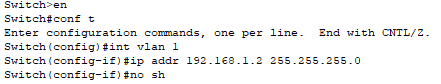 Switch>en
Switch#conf t
Enter configuration commands, one per line.  End with CNTL/Z.
Switch(config)#int vlan 1
Switch(config-if)#ip addr 192.168.1.2 255.255.255.0
Switch(config-if)#no sh